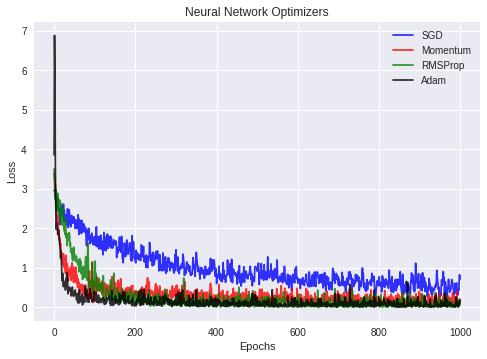 Neural Network Optimizers
7
6
5
4
3
2
1
0
Loss
SGD
Momentum
RMSProp
Adam
0 200 400 600 800 1000
Epochs